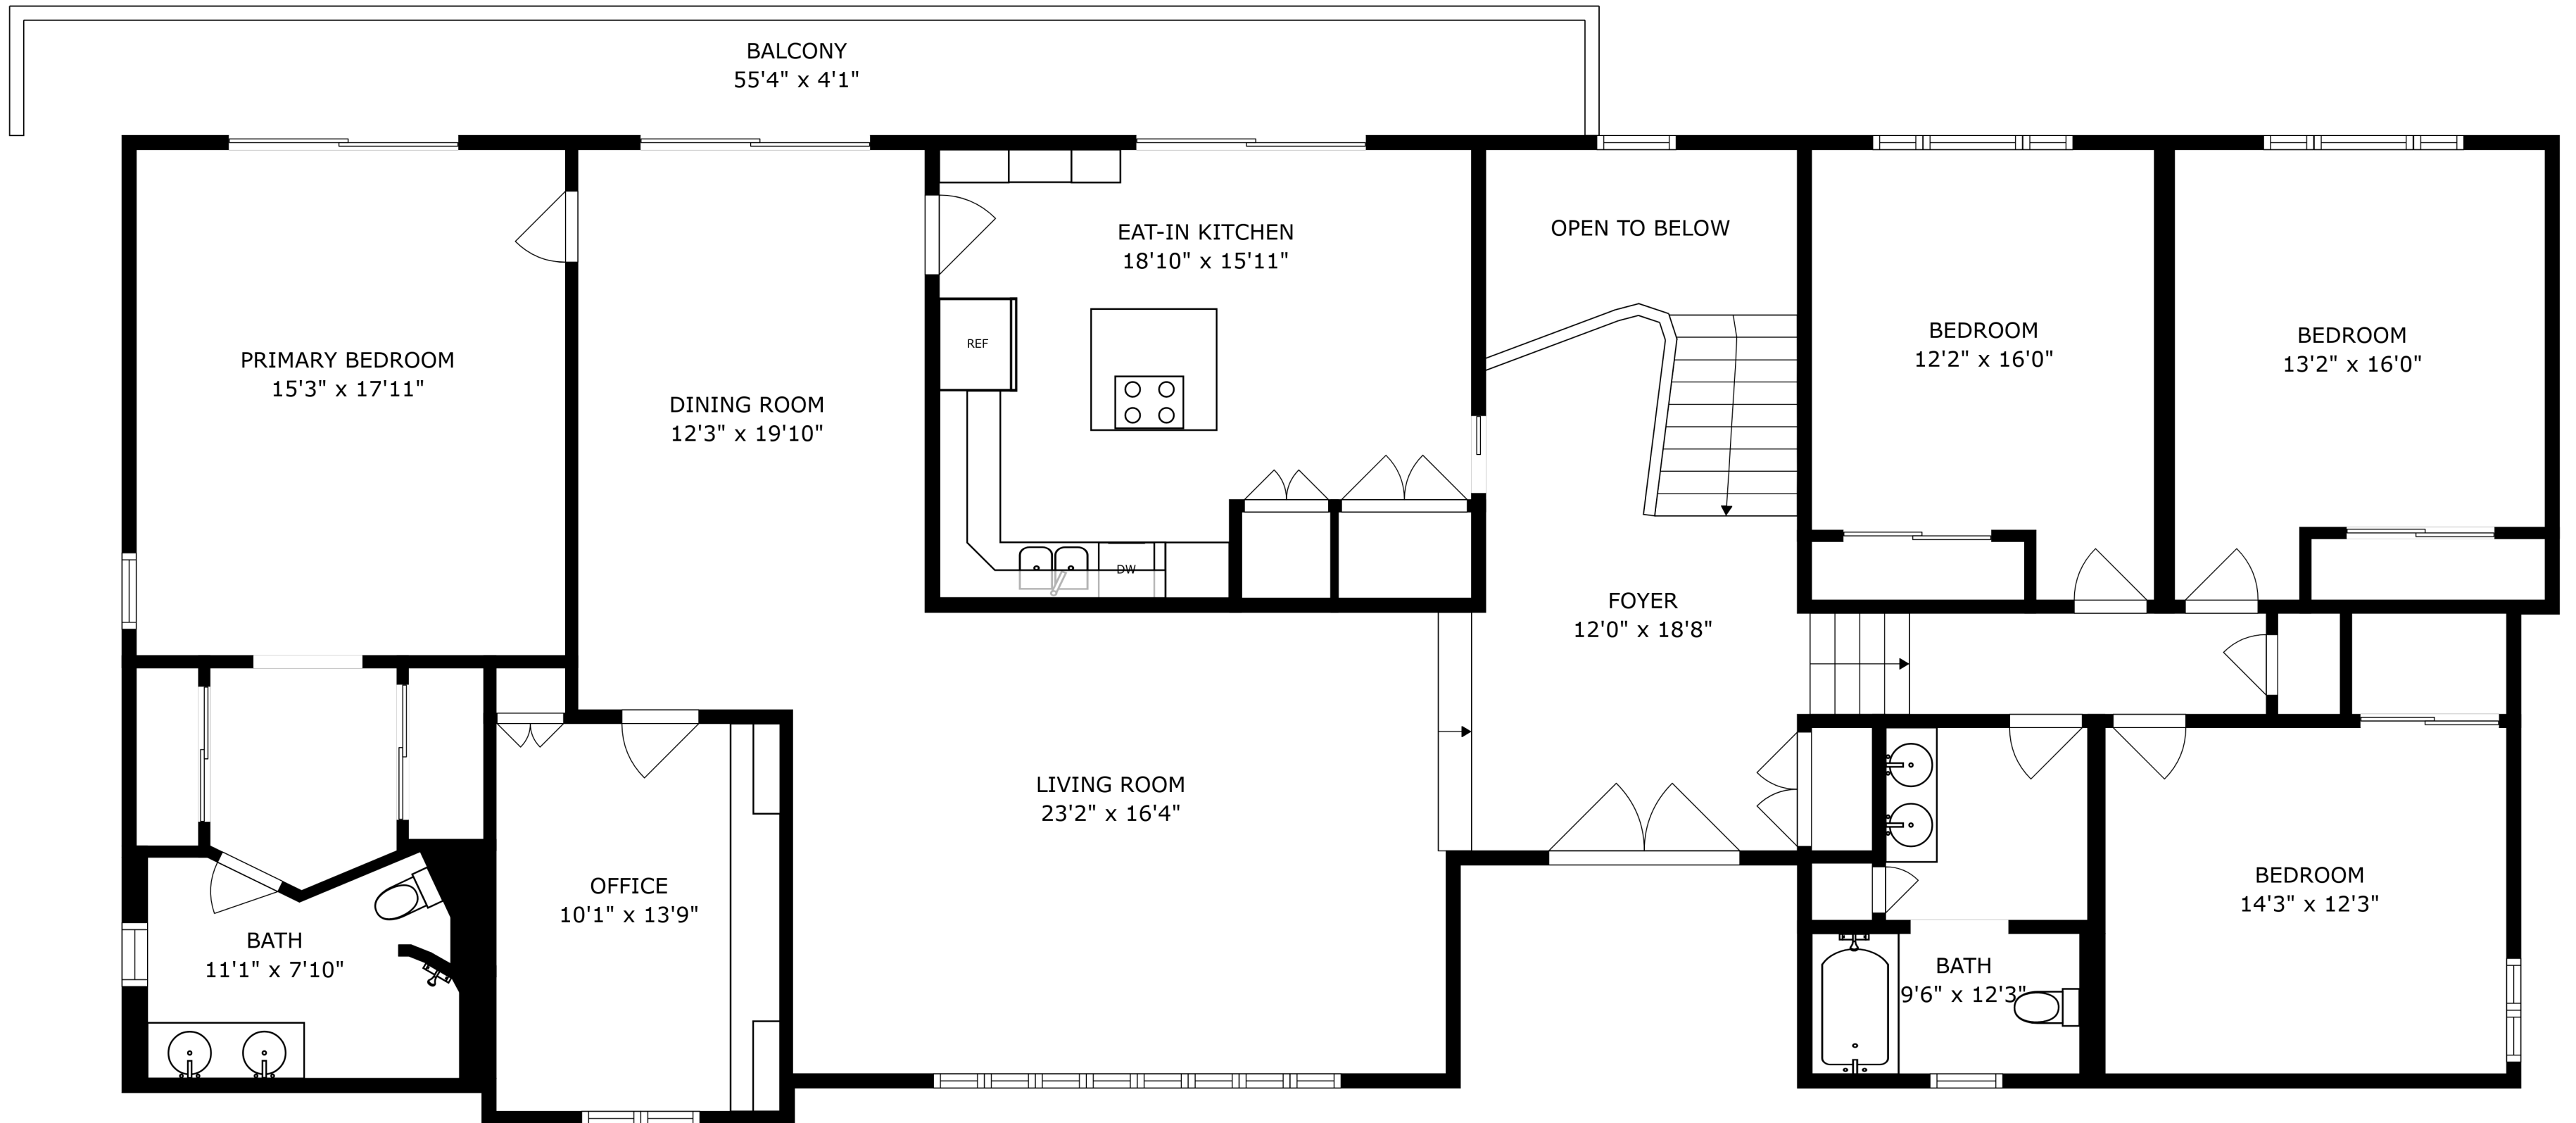 BALCONY
55'4" x 4'1"
OPEN TO BELOW
EAT-IN KITCHEN
18'10" x 15'11"
REF
PRIMARY BEDROOM
15'3" x 17'11"
DINING ROOM
12'3" x 19'10"
BEDROOM
12'2" x 16'0"
BEDROOM
13'2" x 16'0"
DW
FOYER
12'0" x 18'8"
LIVING ROOM
23'2" x 16'4"
OFFICE
10'1" x 13'9"
BATH
11'1" x 7'10"
BATH
9'6" x 12'3"
BEDROOM
14'3" x 12'3"